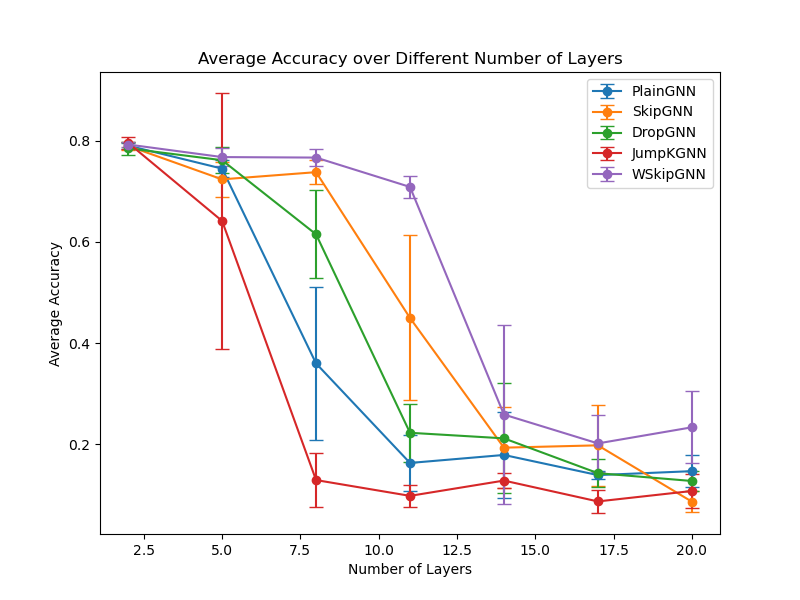 Average Accuracy over Different Number of Layers
PlainGNN
SkipGNN
DropGNN
JumpKGNN
WSkipGNN
0.8
0.6
0.4
0.2
Average Accuracy
2.5 5.0 7.5 10.0 12.5 15.0 17.5 20.0
Number of Layers